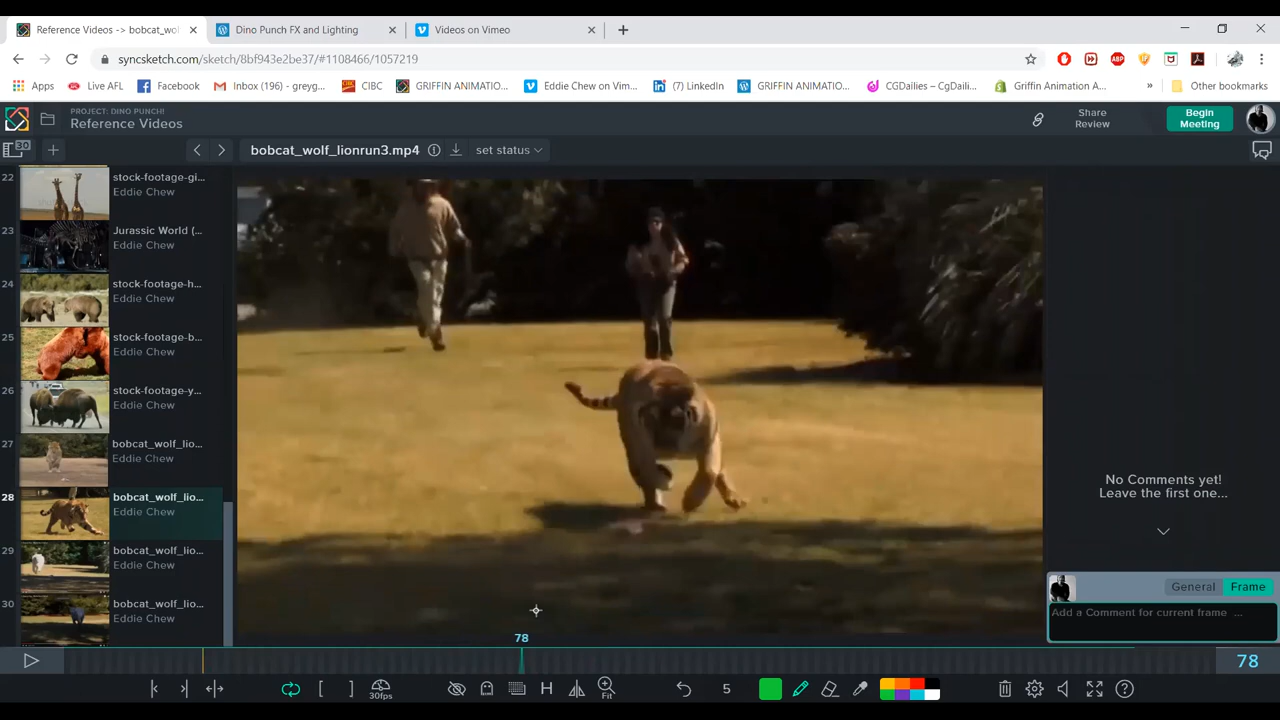 Reference Videos -> bobcat_wol
Dino Punch FX and Lighting
Videos on Vimeo
syncsketch.com/sketch/8bf943e2be37/#1108466/1057219
Apps
Live AFL
Facebook
Inbox (196) - greyg...
CIBC
GRIFFIN ANIMATIO...
Eddie Chew on Vim...
(7) LinkedIn
GRIFFIN ANIMATIO...
CGDailies – CgDaili...
Griffin Animation A...
»
Other bookmarks
PROJECT: DINO PUNCH!
Reference Videos
Share
Review
Begin
Meeting
30
bobcat_wolf_lionrun3.mp4
set status
22
stock-footage-gi...
Eddie Chew
23
Jurassic World (...
Eddie Chew
24
stock-footage-h...
Eddie Chew
25
stock-footage-b...
Eddie Chew
26
stock-footage-y...
Eddie Chew
27
bobcat_wolf_lio...
Eddie Chew
28
bobcat_wolf_lio...
Eddie Chew
29
bobcat_wolf_lio...
Eddie Chew
30
bobcat_wolf_lio...
Eddie Chew
No Comments yet!
Leave the first one...
General
Frame
Add a Comment for current frame ...
78
78
30fps
H
Fit
5